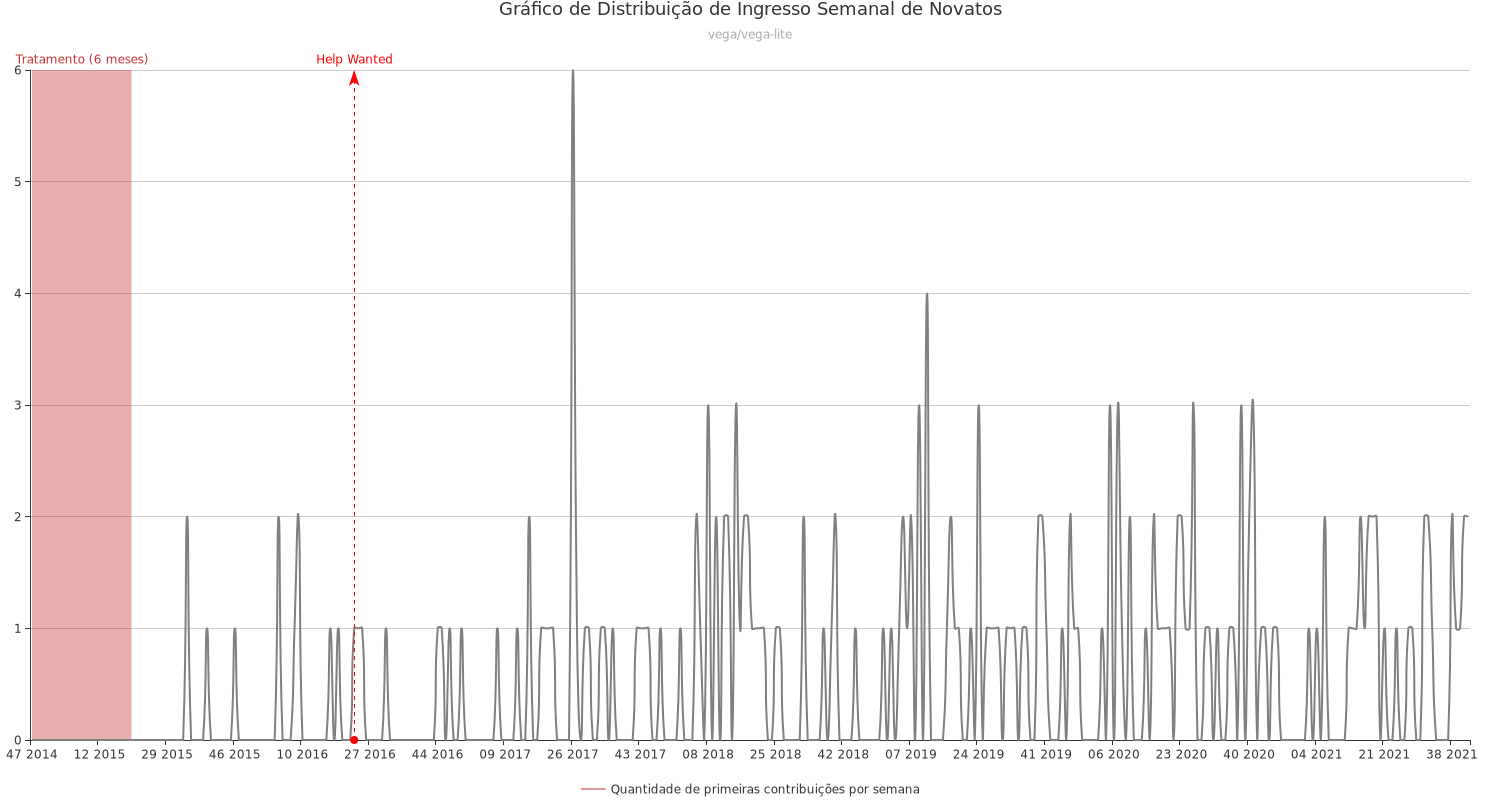 Gráfico de Distribuição de Ingresso Semanal de Novatos
vega/vega-lite
Tratamento (6 meses)
Help Wanted
6
5
4
3
2
1
0
47 2014 12 2015 29 2015 46 2015 10 2016 27 2016 44 2016 09 2017 26 2017 43 2017 08 2018 25 2018 42 2018 07 2019 24 2019 41 2019 06 2020 23 2020 40 2020 04 2021 21 2021 38 2021
Quantidade de primeiras contribuições por semana